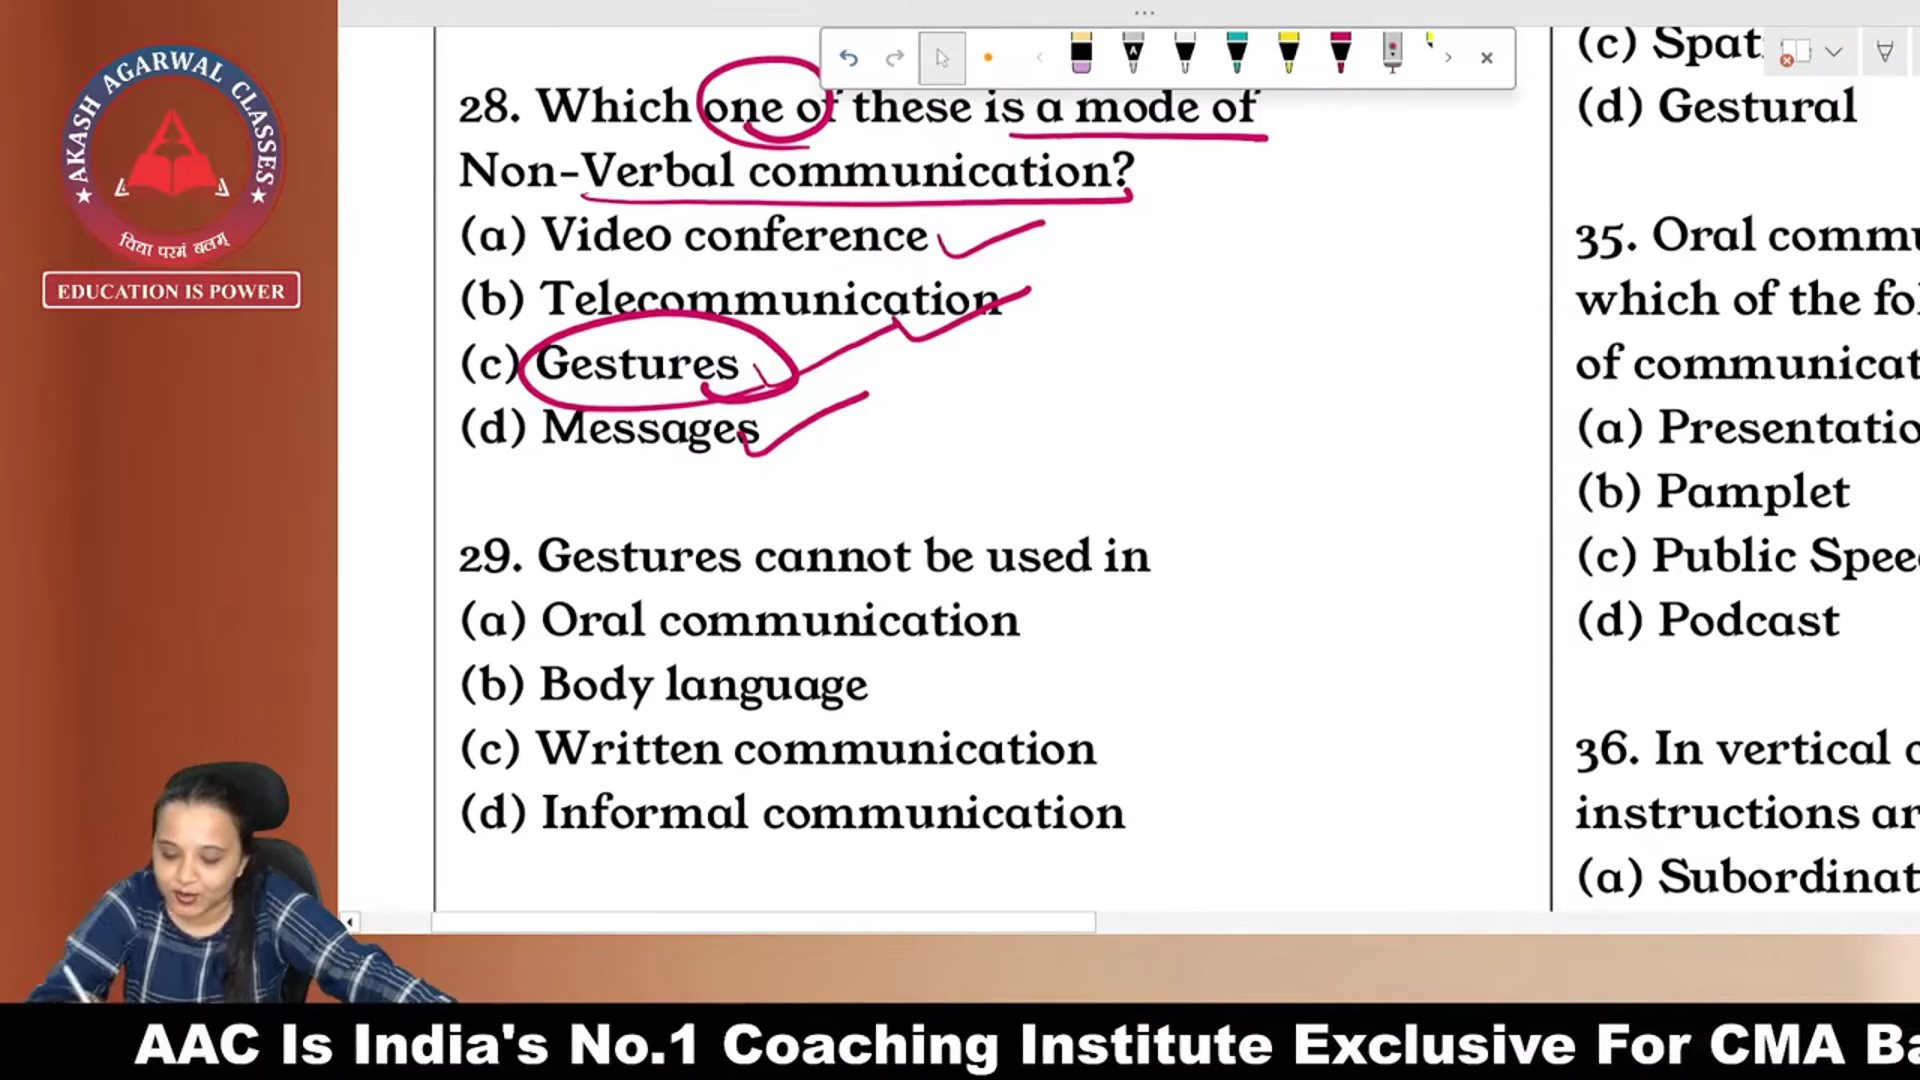 AKASH AGARWAL CLASSES
विद्या परमं बलम्
EDUCATION IS POWER
28. Which one of these is a mode of
Non-Verbal communication?
(a) Video conference
(b) Telecommunication
(c) Gestures
(d) Messages
29. Gestures cannot be used in
(a) Oral communication
(b) Body language
(c) Written communication
(d) Informal communication
(c) Spat
(d) Gestural
35. Oral commu
which of the fol
of communicat
(a) Presentatio
(b) Pamplet
(c) Public Spee
(d) Podcast
36. In vertical c
instructions ar
(a) Subordinat
AAC Is India's No.1 Coaching Institute Exclusive For CMA Ba